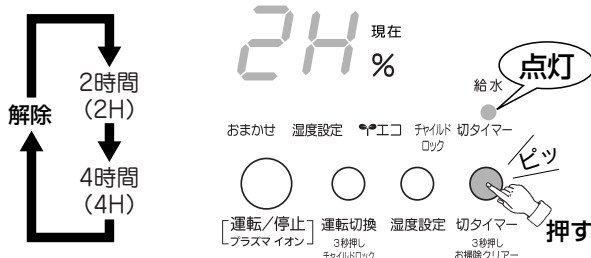 解除
2時間
(2H)
4時間
(4H)
2H
現在
%
給水
点灯
おまかせ 湿度設定 エコ チャイルドロック 切タイマー
ピッ
押す
運転/停止 運転切換 湿度設定 切タイマー
プラズマ イオン 3秒押し 3秒押し
チャイルドロック お掃除クリアー